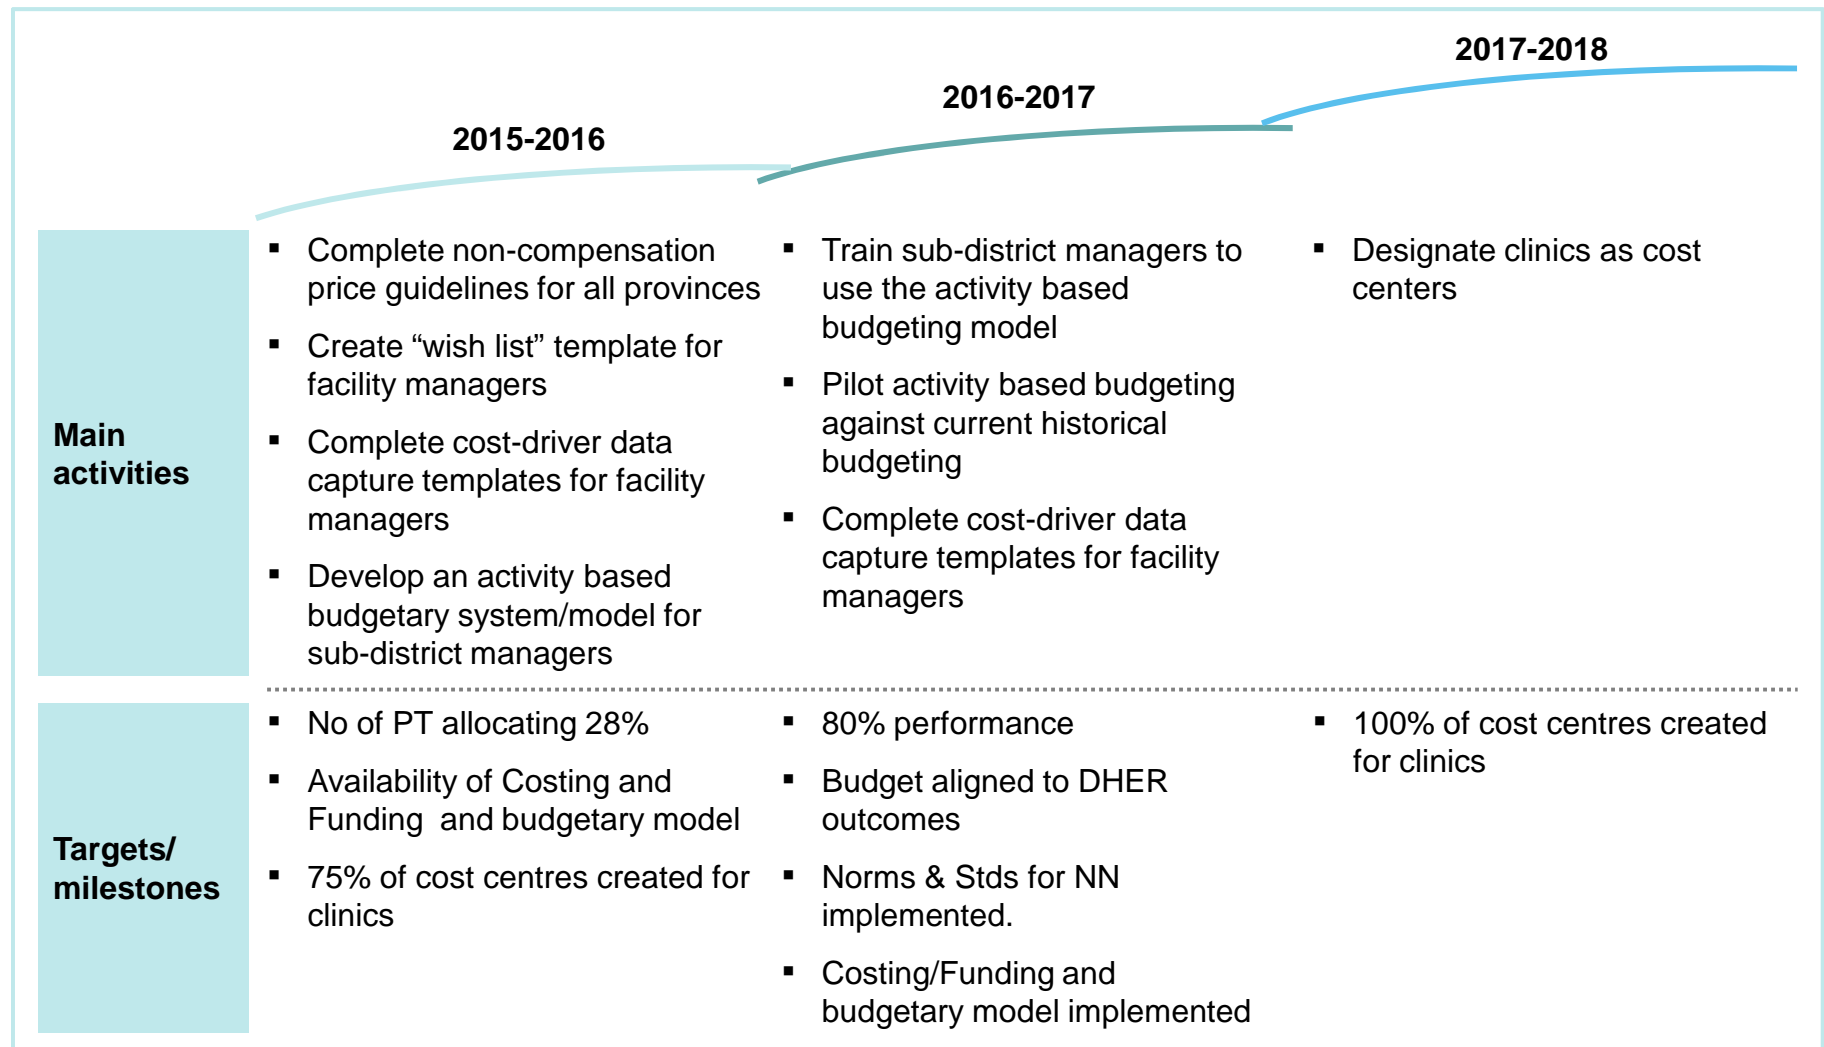 2015-2016
2016-2017
2017-2018
Main
activities
▪ Complete non-compensation
price guidelines for all provinces
▪ Create “wish list” template for
facility managers
▪ Complete cost-driver data
capture templates for facility
managers
▪ Develop an activity based
budgetary system/model for
sub-district managers
▪ Train sub-district managers to
use the activity based
budgeting model
▪ Pilot activity based budgeting
against current historical
budgeting
▪ Complete cost-driver data
capture templates for facility
managers
▪ Designate clinics as cost
centers
Targets/
milestones
▪ No of PT allocating 28%
▪ Availability of Costing and
Funding  and budgetary model
▪ 75% of cost centres created for
clinics
▪ 80% performance
▪ Budget aligned to DHER
outcomes
▪ Norms & Stds for NN
implemented.
▪ Costing/Funding and
budgetary model implemented
▪ 100% of cost centres created
for clinics